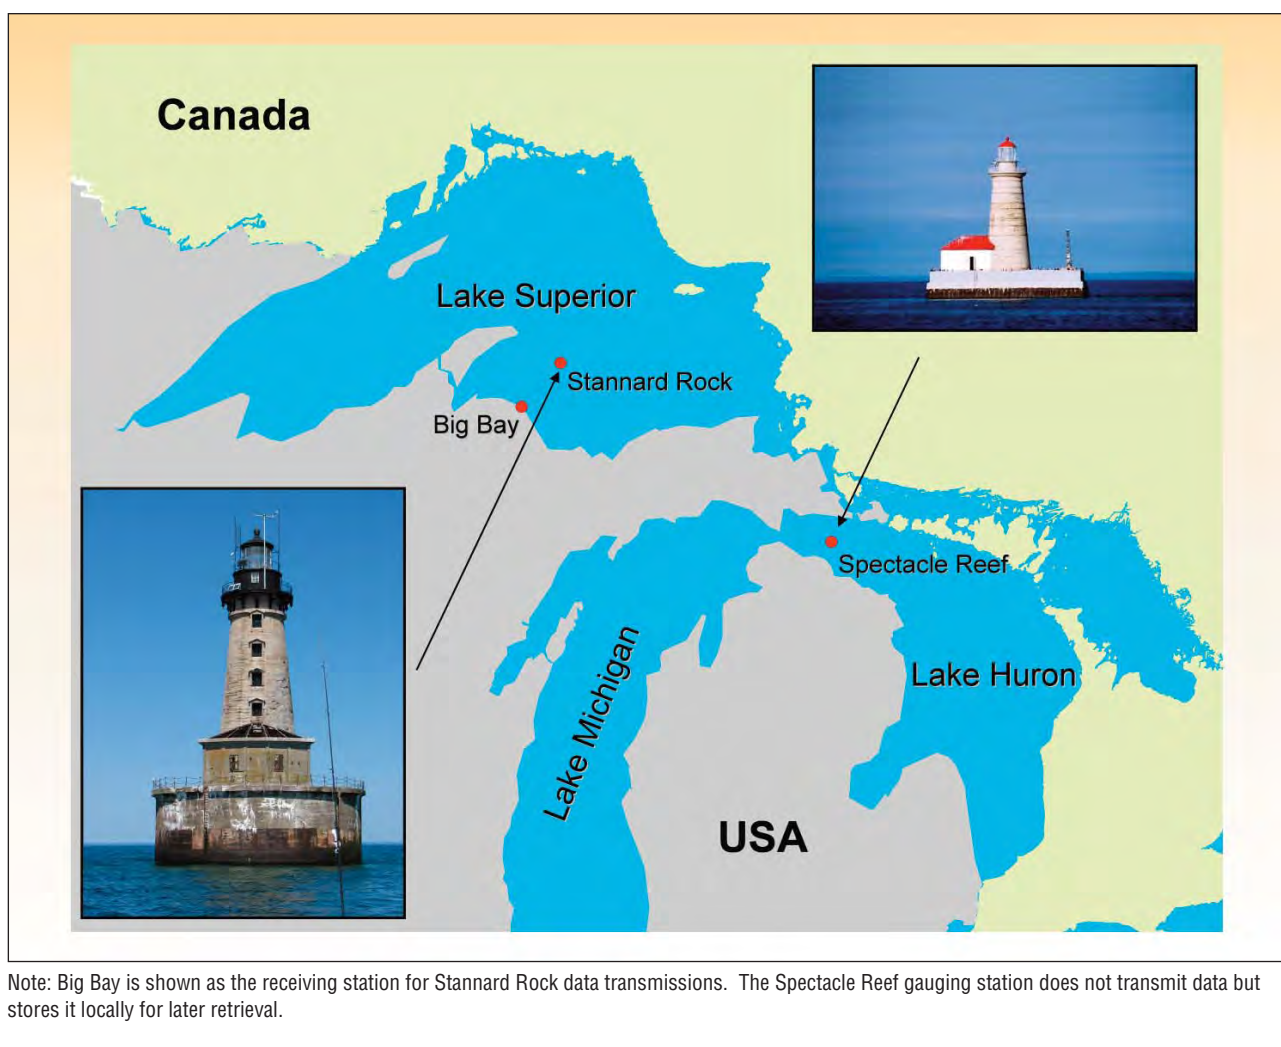 Canada
Lake Superior
Stannard Rock
Big Bay
Spectacle Reef
Lake Michigan
Lake Huron
USA
Note: Big Bay is shown as the receiving station for Stannard Rock data transmissions.  The Spectacle Reef gauging station does not transmit data but
stores it locally for later retrieval.